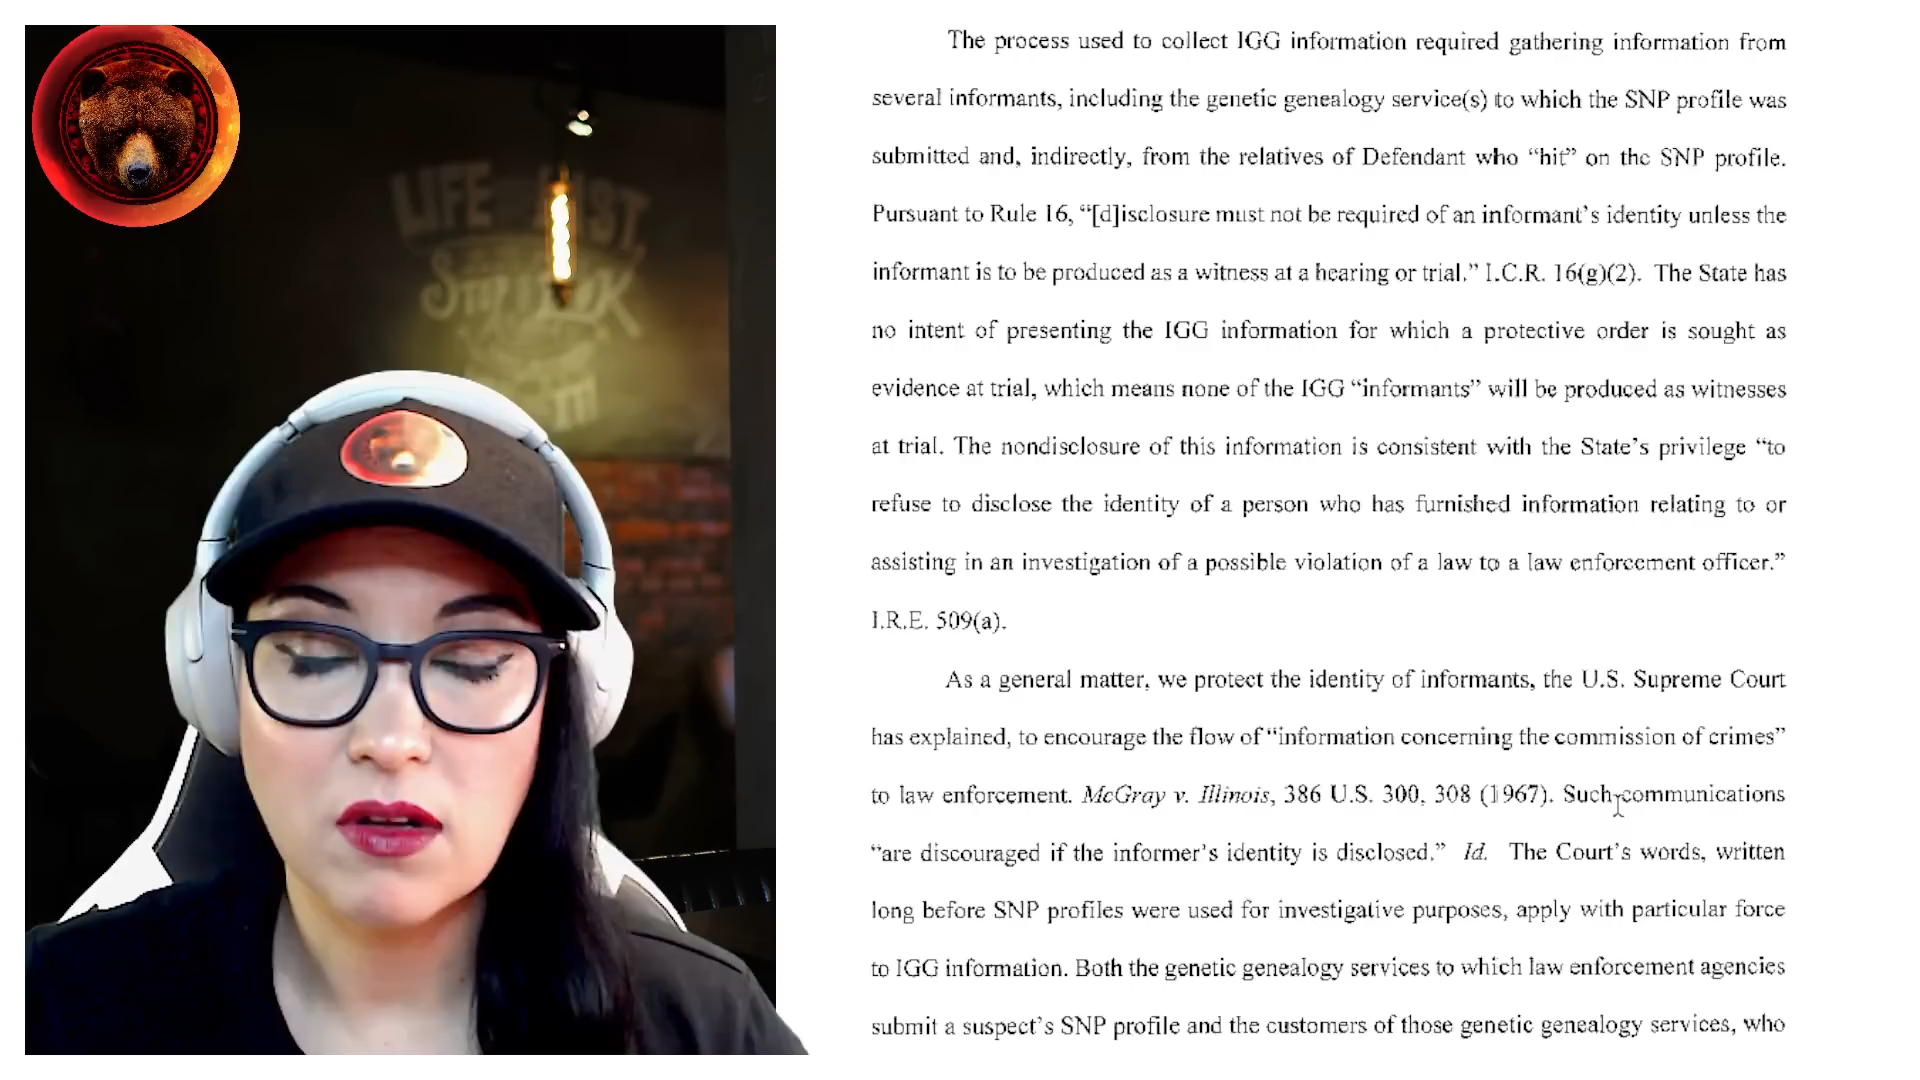 LIFE
The process used to collect IGG information required gathering information from
several informants, including the genetic genealogy service(s) to which the SNP profile was
submitted and, indirectly, from the relatives of Defendant who “hit” on the SNP profile.
Pursuant to Rule 16, “[d]isclosure must not be required of an informant’s identity unless the
informant is to be produced as a witness at a hearing or trial.” I.C.R. 16(g)(2). The State has
no intent of presenting the IGG information for which a protective order is sought as
evidence at trial, which means none of the IGG “informants” will be produced as witnesses
at trial. The nondisclosure of this information is consistent with the State’s privilege “to
refuse to disclose the identity of a person who has furnished information relating to or
assisting in an investigation of a possible violation of a law to a law enforcement officer.”
I.R.E. 509(a).
As a general matter, we protect the identity of informants, the U.S. Supreme Court
has explained, to encourage the flow of “information concerning the commission of crimes”
to law enforcement. McGray v. Illinois, 386 U.S. 300, 308 (1967). Such communications
“are discouraged if the informer’s identity is disclosed.” Id. The Court’s words, written
long before SNP profiles were used for investigative purposes, apply with particular force
to IGG information. Both the genetic genealogy services to which law enforcement agencies
submit a suspect’s SNP profile and the customers of those genetic genealogy services, who